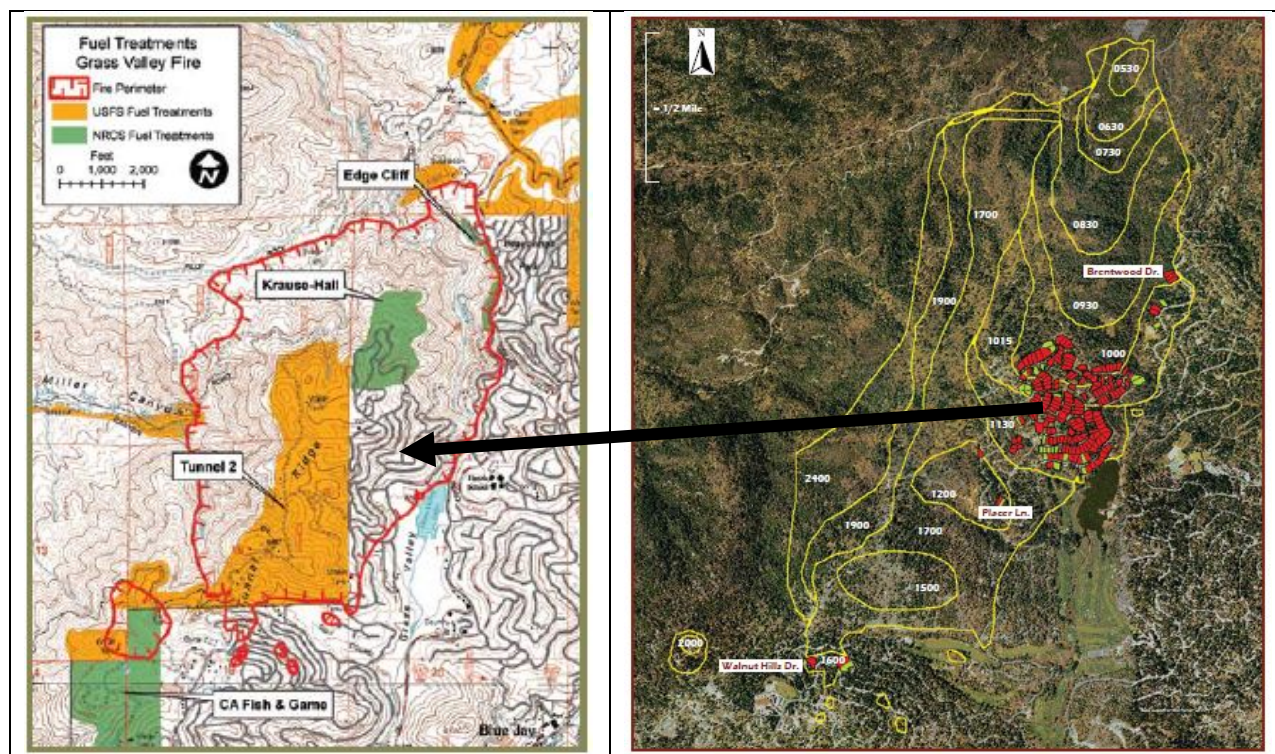 Fuel Treatments
Grass Valley Fire
Fire Perimeter
USFS Fuel Treatments
NRCS Fuel Treatments
Feet
0 1,000 2,000
N
Edge Cliff
Krause-Hall
Miller
Canyon
Tunnel 2
Ridge
Grass Valley
CA Fish & Game
Blue Jay
N
= 1/2 Mile
0530
0630
0730
0830
1700
Brentwood Dr.
1900
0930
1015
1000
1130
2400
1200
Placer Ln.
1900
1700
1500
2000
Walnut Hills Dr.
1600